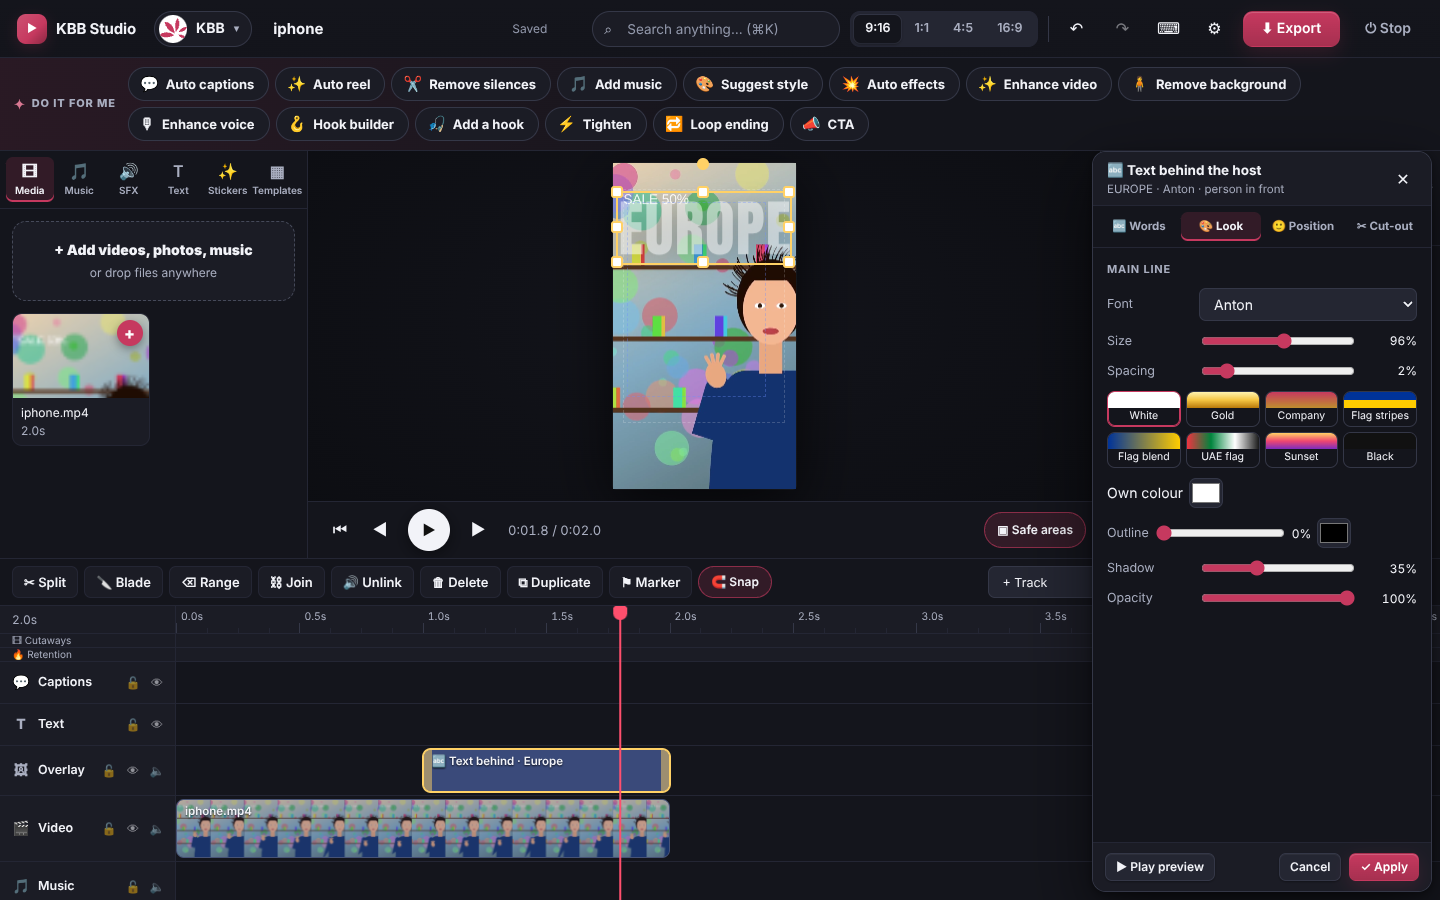 KBB Studio
KBB
iphone
Saved
Search anything... (⌘K)
9:16
1:1
4:5
16:9
Export
Stop
DO IT FOR ME
Auto captions
Auto reel
Remove silences
Add music
Suggest style
Auto effects
Enhance video
Remove background
Enhance voice
Hook builder
Add a hook
Tighten
Loop ending
CTA
Media
Music
SFX
Text
Stickers
Templates
+ Add videos, photos, music
or drop files anywhere
SALE 50%
iphone.mp4
2.0s
SALE 50%
EUROPE
0:01.8 / 0:02.0
Safe areas
Text behind the host
EUROPE · Anton · person in front
Words
Look
Position
Cut-out
MAIN LINE
Font
Anton
Size
96%
Spacing
2%
White
Gold
Company
Flag stripes
Flag blend
UAE flag
Sunset
Black
Own colour
Outline
0%
Shadow
35%
Opacity
100%
Play preview
Cancel
✓ Apply
Split
Blade
Range
Join
Unlink
Delete
Duplicate
Marker
Snap
+ Track
2.0s
0.0s
0.5s
1.0s
1.5s
2.0s
2.5s
3.0s
3.5s
Cutaways
Retention
Captions
Text
Overlay
Text behind · Europe
Video
iphone.mp4
Music